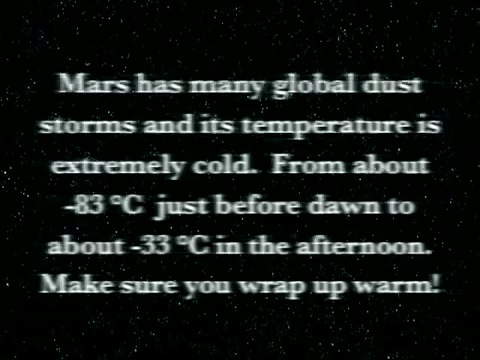 Mars has many global dust
storms and its temperature is
extremely cold.  From about
-83 °C  just before dawn to
about -33 °C in the afternoon.
Make sure you wrap up warm!